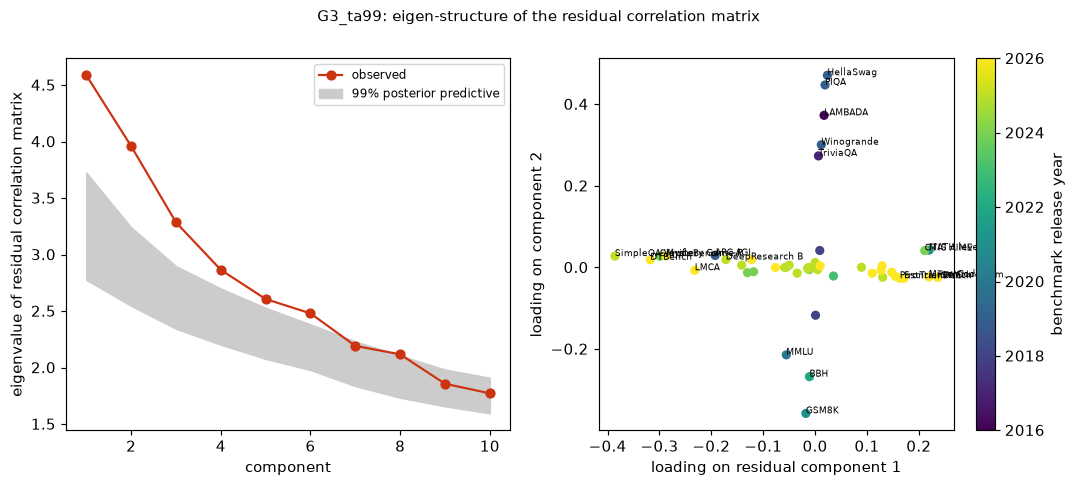 G3_ta99: eigen-structure of the residual correlation matrix
eigenvalue of residual correlation matrix
4.5
4.0
3.5
3.0
2.5
2.0
1.5
observed
99% posterior predictive
2
4
6
8
10
component
loading on component 2
0.4
0.2
0.0
−0.2
HellaSwag
PIQA
LAMBADA
Winogrande
TriviaQA
SimpleQA
DeepResearch B
LMCA
MMLU
BBH
GSM8K
−0.4
−0.3
−0.2
−0.1
0.0
0.1
0.2
loading on residual component 1
2026
2024
2022
2020
2018
2016
benchmark release year